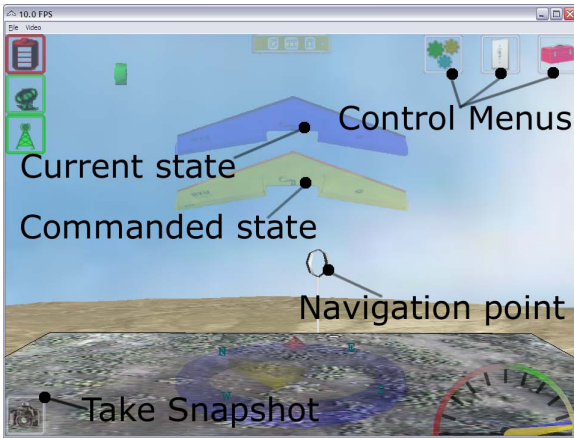 10.0 FPS
File Video
Control Menus
Current state
Commanded state
Navigation point
N
E
W
S
Take Snapshot